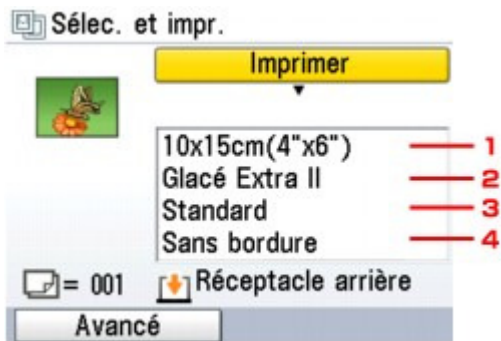 Sélec. et impr.
Imprimer
10x15cm(4"x6") 1
Glacé Extra II 2
Standard 3
Sans bordure 4
= 001 Réceptacle arrière
Avancé